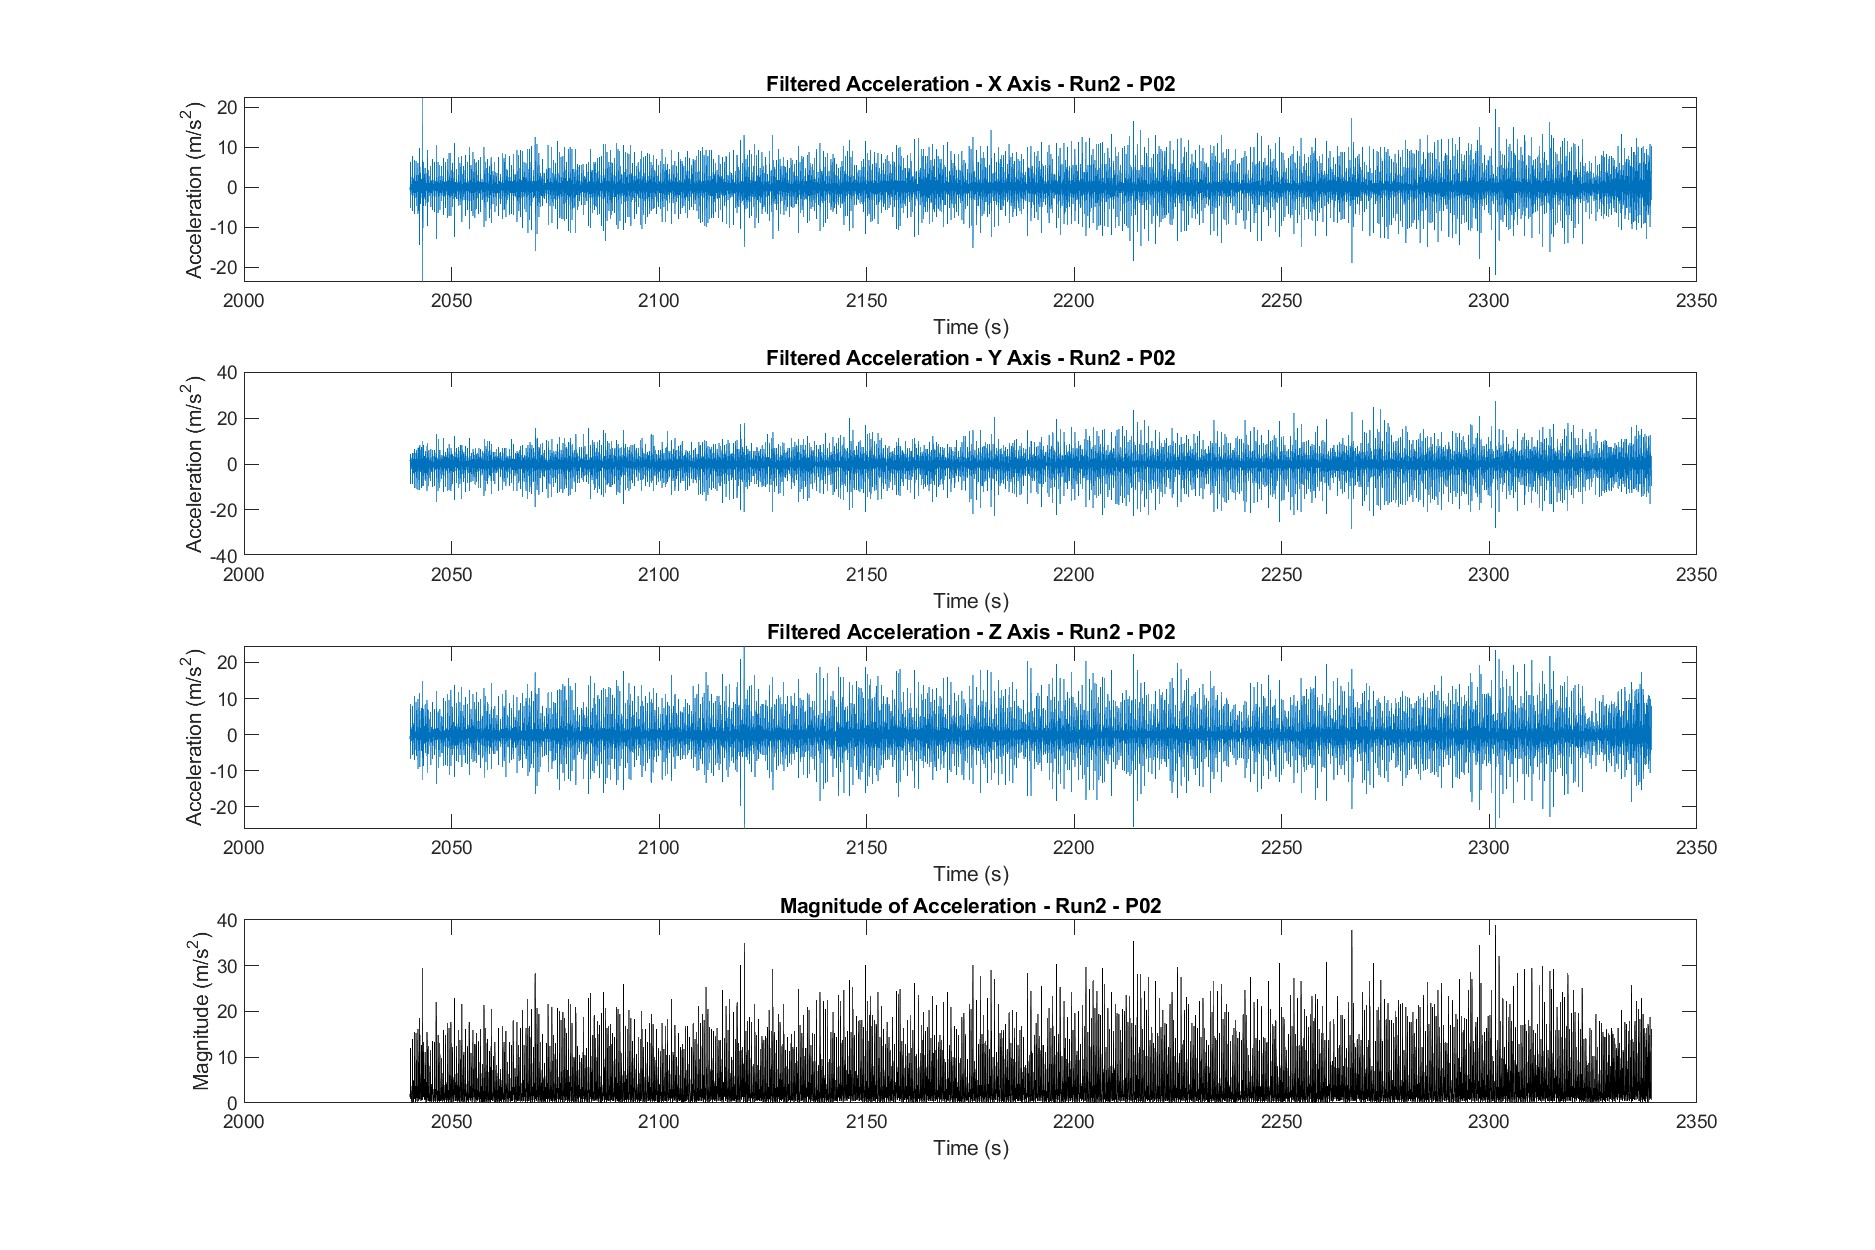 Filtered Acceleration - X Axis - Run2 - P02
Acceleration (m/s²)
20
10
0
-10
-20
2000 2050 2100 2150 2200 2250 2300 2350
Time (s)
Filtered Acceleration - Y Axis - Run2 - P02
Acceleration (m/s²)
40
20
0
-20
-40
2000 2050 2100 2150 2200 2250 2300 2350
Time (s)
Filtered Acceleration - Z Axis - Run2 - P02
Acceleration (m/s²)
20
10
0
-10
-20
2000 2050 2100 2150 2200 2250 2300 2350
Time (s)
Magnitude of Acceleration - Run2 - P02
Magnitude (m/s²)
40
30
20
10
0
2000 2050 2100 2150 2200 2250 2300 2350
Time (s)